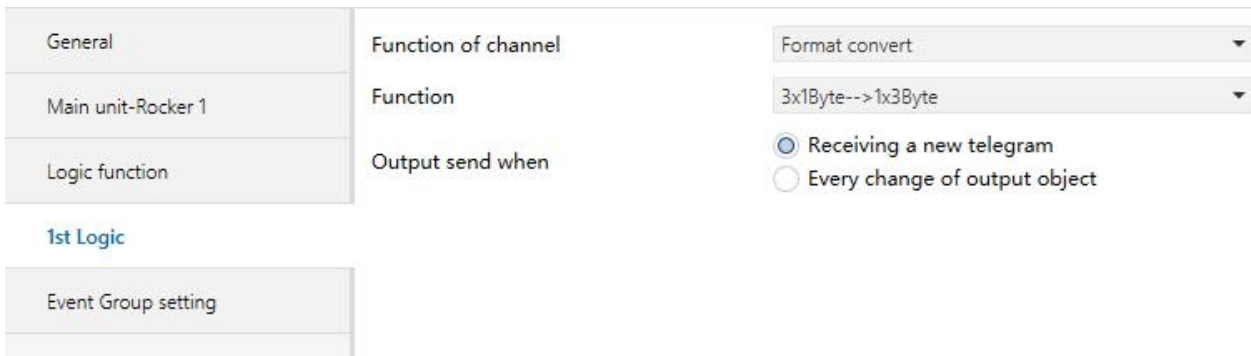 General
Main unit-Rocker 1
Logic function
1st Logic
Event Group setting
Function of channel
Format convert
Function
3x1Byte-->1x3Byte
Output send when
Receiving a new telegram
Every change of output object